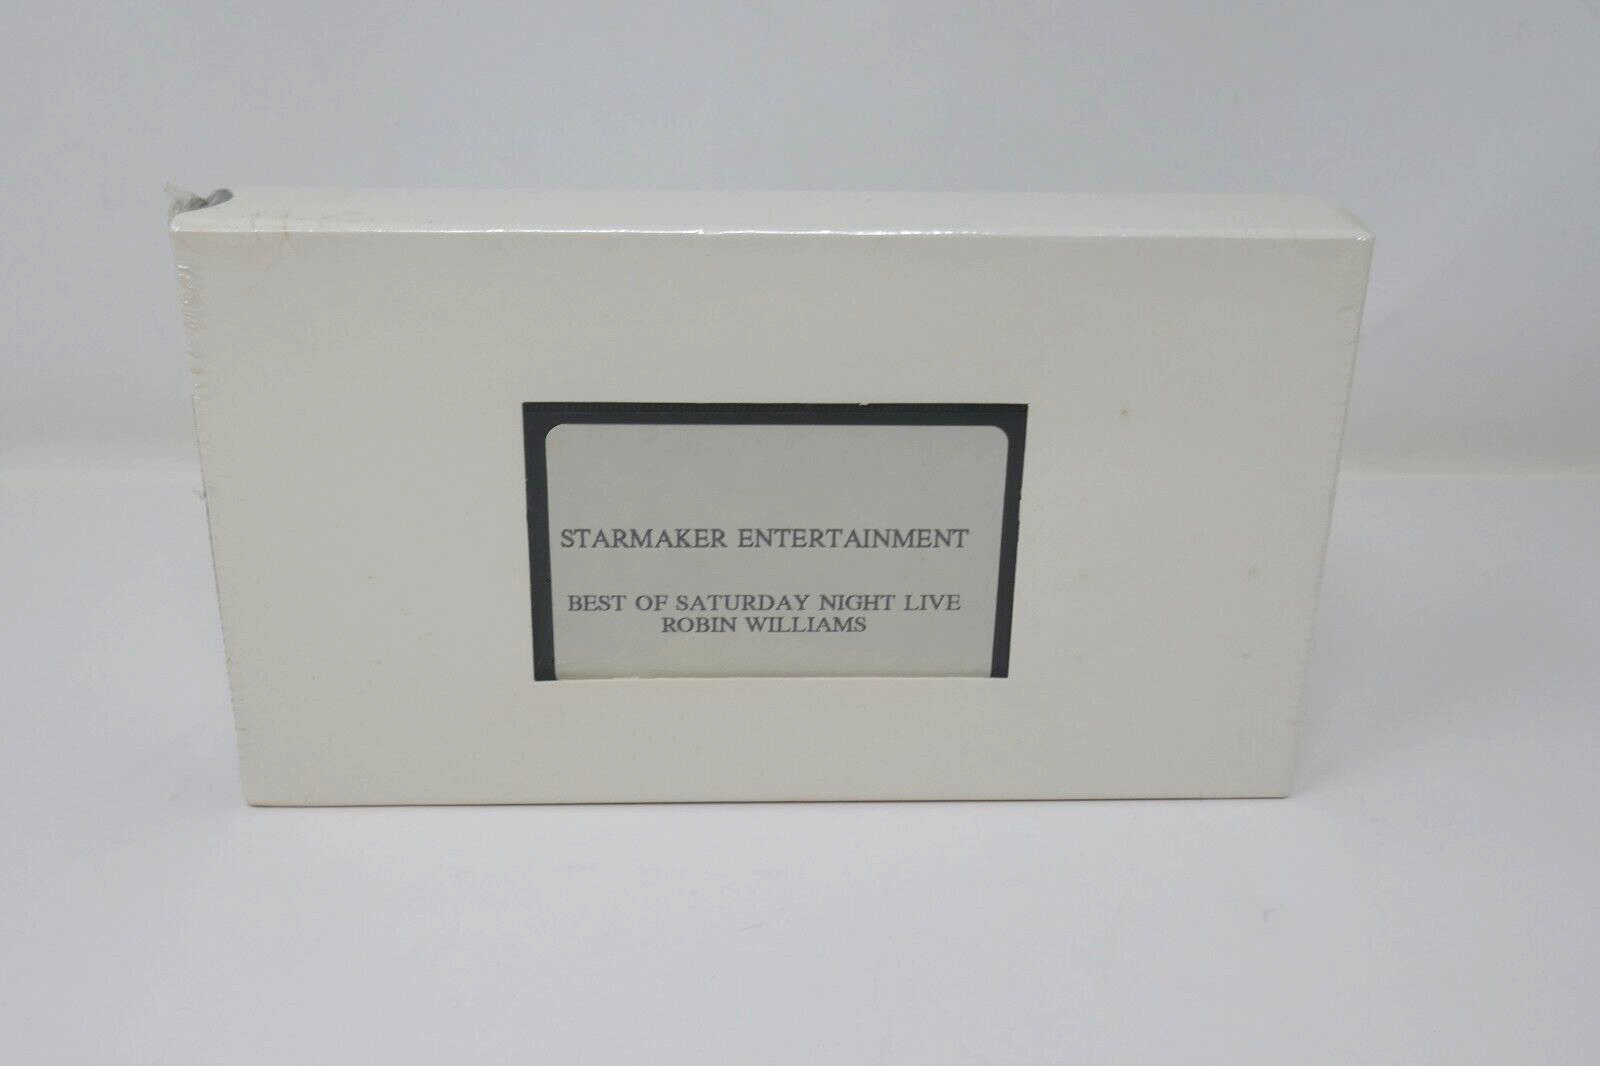 STARMAKER ENTERTAINMENT
BEST OF SATURDAY NIGHT LIVE
ROBIN WILLIAMS